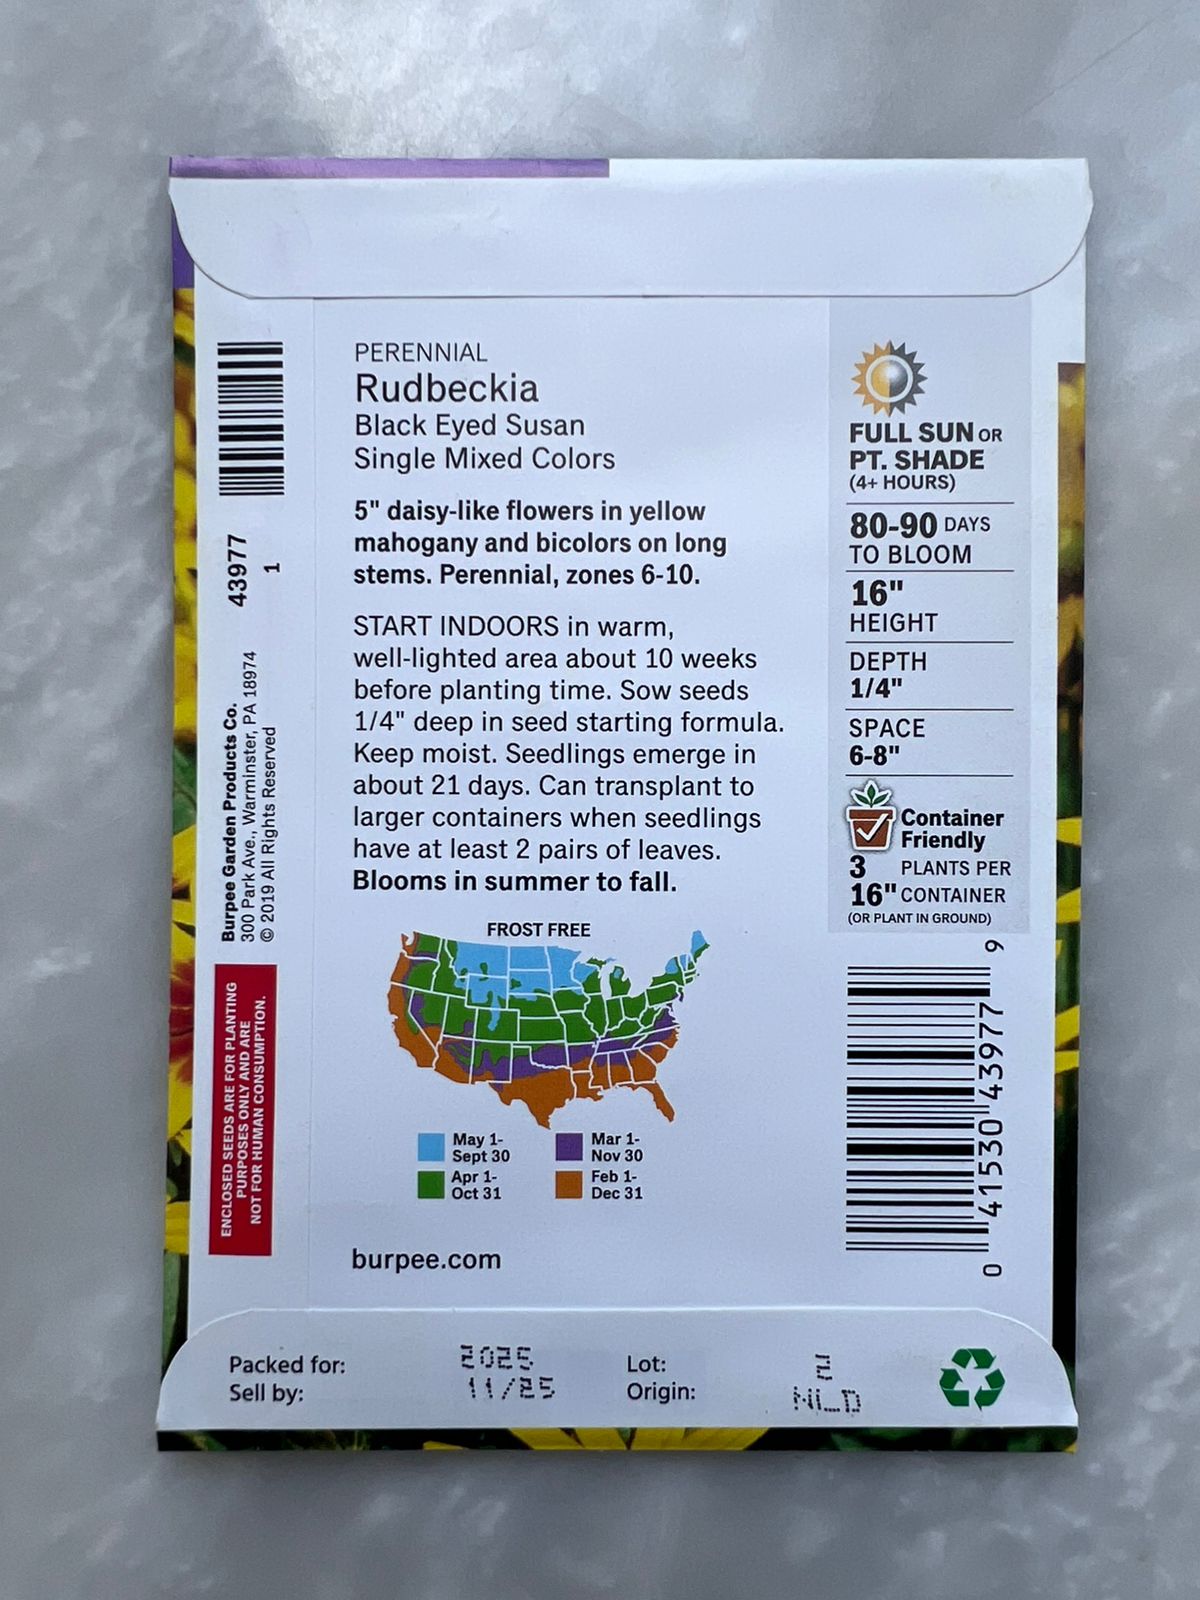 PERENNIAL
Rudbeckia
Black Eyed Susan
Single Mixed Colors
5" daisy-like flowers in yellow
mahogany and bicolors on long
stems. Perennial, zones 6-10.
START INDOORS in warm,
well-lighted area about 10 weeks
before planting time. Sow seeds
1/4" deep in seed starting formula.
Keep moist. Seedlings emerge in
about 21 days. Can transplant to
larger containers when seedlings
have at least 2 pairs of leaves.
Blooms in summer to fall.
FROST FREE
May 1-
Sept 30
Apr 1-
Oct 31
Mar 1-
Nov 30
Feb 1-
Dec 31
burpee.com
FULL SUN OR
PT. SHADE
(4+ HOURS)
80-90 DAYS
TO BLOOM
16"
HEIGHT
DEPTH
1/4"
SPACE
6-8"
Container
Friendly
3 PLANTS PER
16" CONTAINER
(OR PLANT IN GROUND)
0 41530 43977 9
43977
1
Burpee Garden Products Co.
300 Park Ave., Warminster, PA 18974
© 2019 All Rights Reserved
ENCLOSED SEEDS ARE FOR PLANTING
PURPOSES ONLY AND ARE
NOT FOR HUMAN CONSUMPTION.
Packed for: 2025
Sell by: 11/25
Lot: 2
Origin: NLD